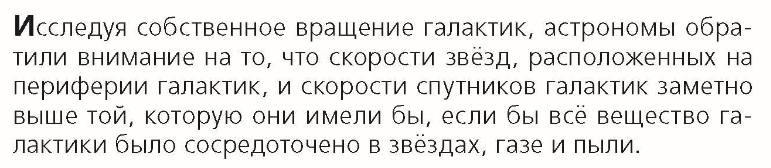 Исследуя собственное вращение галактик, астрономы обра-
тили внимание на то, что скорости звёзд, расположенных на
периферии галактик, и скорости спутников галактик заметно
выше той, которую они имели бы, если бы всё вещество га-
лактики было сосредоточено в звёздах, газе и пыли.